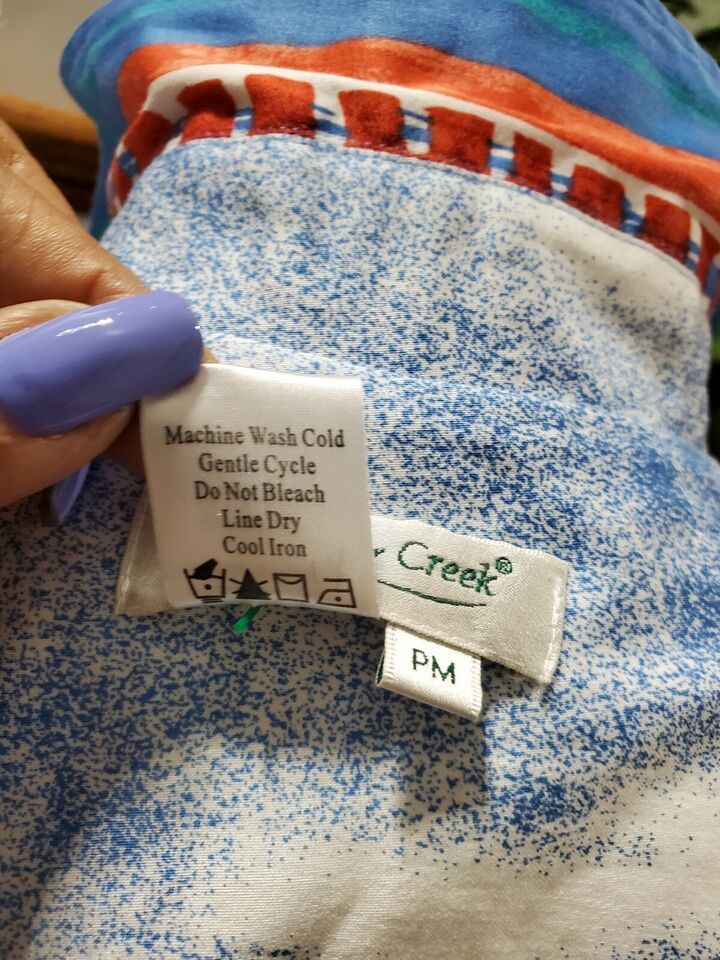 Machine Wash Cold
Gentle Cycle
Do Not Bleach
Line Dry
Cool Iron
Creek®
PM